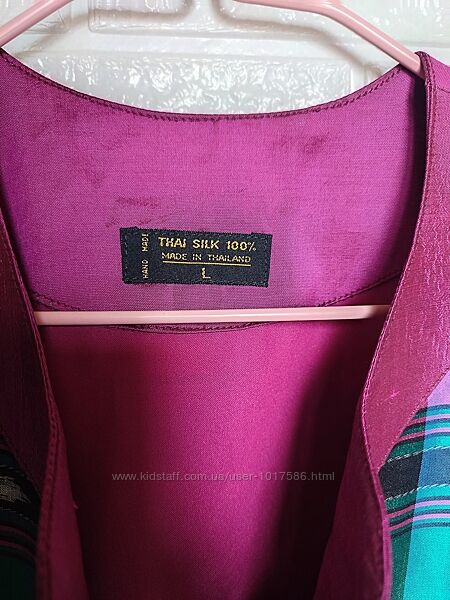 HAND MADE
THAI SILK 100%
MADE IN THAILAND
L
www.kidstaff.com.ua/user-1017586.html